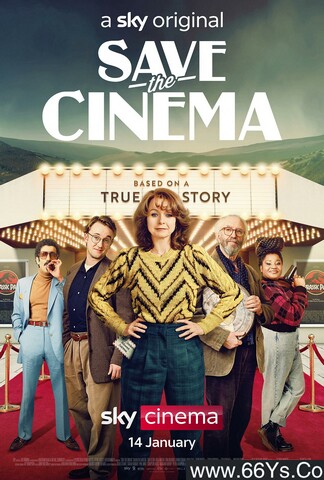 a sky original
SAVE
the
CINEMA
BASED ON A
TRUE STORY
sky cinema
14 January
www.66Ys.Co